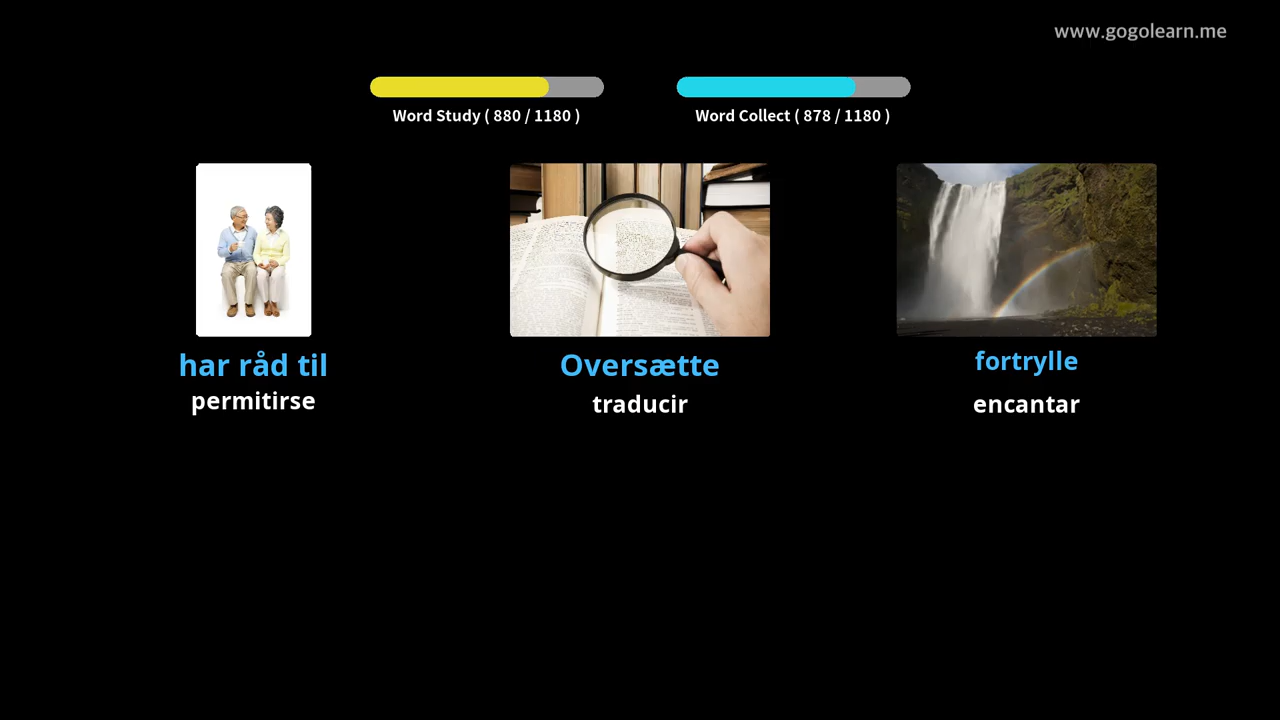 www.gogolearn.me
Word Study ( 880 / 1180 )
Word Collect ( 878 / 1180 )
har råd til
permitirse
Oversætte
traducir
fortrylle
encantar